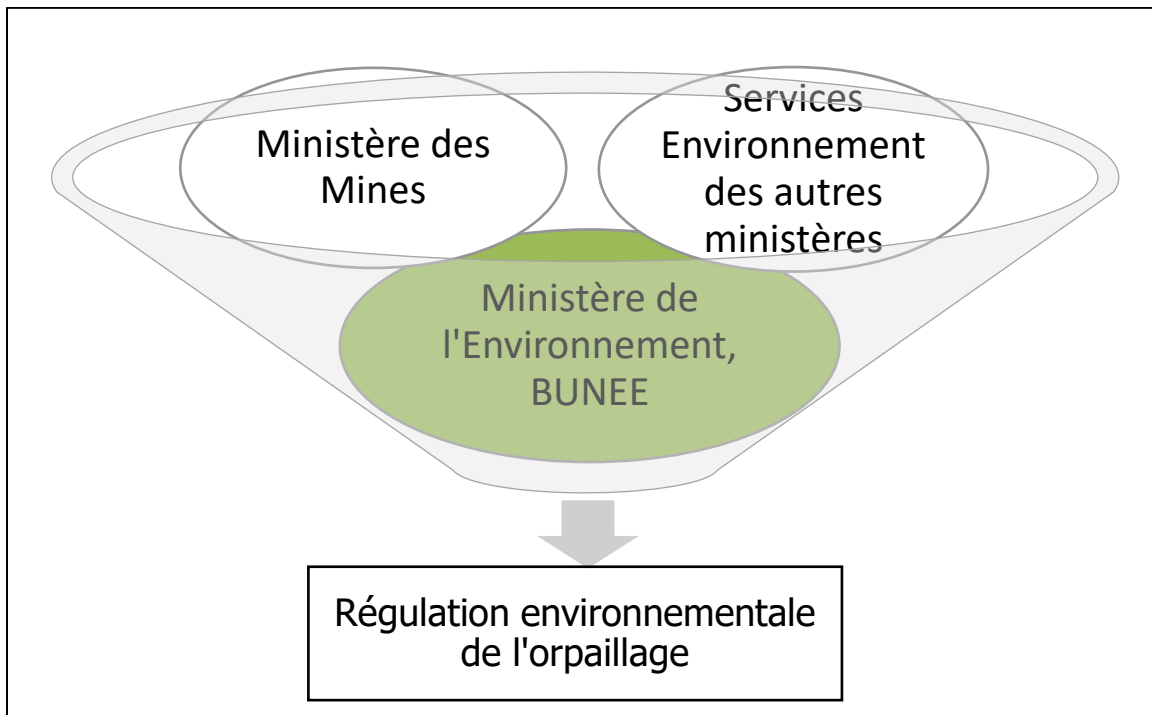 Ministère des
Mines
Services
Environnement
des autres
ministères
Ministère de
l'Environnement,
BUNEE
Régulation environnementale
de l'orpaillage